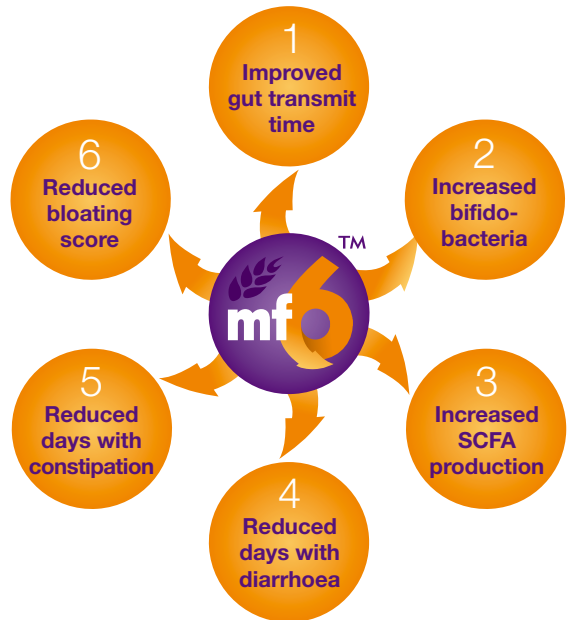 1
Improved
gut transmit
time
2
Increased
bifido-
bacteria
3
Increased
SCFA
production
4
Reduced
days with
diarrhoea
5
Reduced
days with
constipation
6
Reduced
bloating
score
mf6 TM